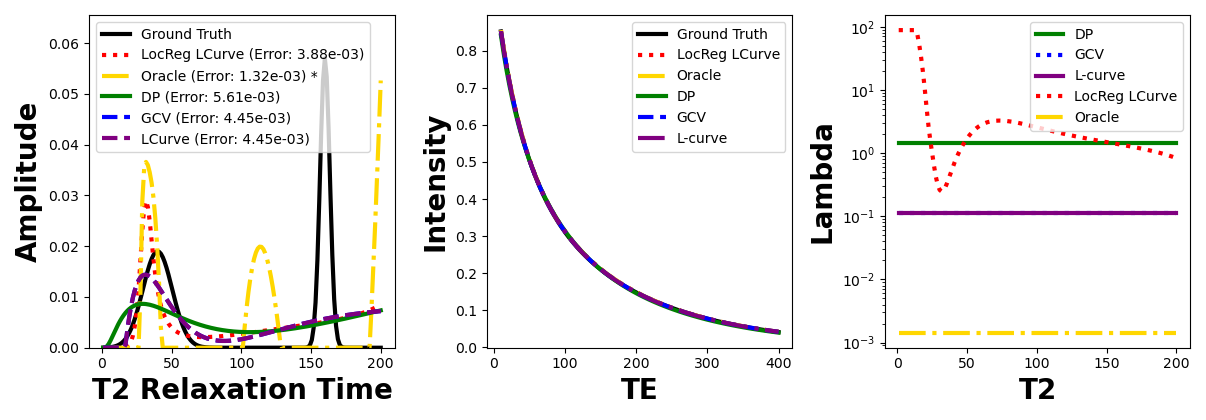 Amplitude
0.06
0.05
0.04
0.03
0.02
0.01
0.00
Ground Truth
LocReg LCurve (Error: 3.88e-03)
Oracle (Error: 1.32e-03) *
DP (Error: 5.61e-03)
GCV (Error: 4.45e-03)
LCurve (Error: 4.45e-03)
0 50 100 150 200
T2 Relaxation Time
Intensity
0.8
0.7
0.6
0.5
0.4
0.3
0.2
0.1
0.0
Ground Truth
LocReg LCurve
Oracle
DP
GCV
L-curve
0 100 200 300 400
TE
Lambda
10²
10¹
10⁰
10⁻¹
10⁻²
10⁻³
DP
GCV
L-curve
LocReg LCurve
Oracle
0 50 100 150 200
T2